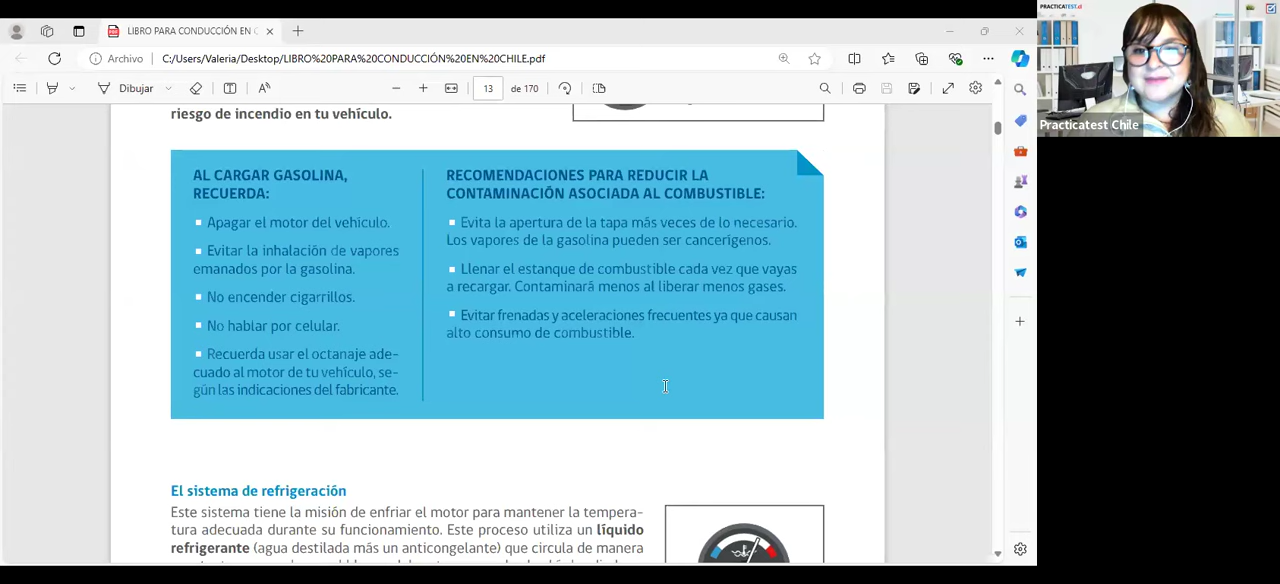 LIBRO PARA CONDUCCIÓN EN C
Archivo
C:/Users/Valeria/Desktop/LIBRO%20PARA%20CONDUCCIÓN%20EN%20CHILE.pdf
Dibujar
13
de 170
PRACTICATEST.cl
Practicatest Chile
riesgo de incendio en tu vehículo.
AL CARGAR GASOLINA,
RECUERDA:
Apagar el motor del vehículo.
Evitar la inhalación de vapores
emanados por la gasolina.
No encender cigarrillos.
No hablar por celular.
Recuerda usar el octanaje ade-
cuado al motor de tu vehículo, se-
gún las indicaciones del fabricante.
RECOMENDACIONES PARA REDUCIR LA
CONTAMINACIÓN ASOCIADA AL COMBUSTIBLE:
Evita la apertura de la tapa más veces de lo necesario.
Los vapores de la gasolina pueden ser cancerígenos.
Llenar el estanque de combustible cada vez que vayas
a recargar. Contaminará menos al liberar menos gases.
Evitar frenadas y aceleraciones frecuentes ya que causan
alto consumo de combustible.
El sistema de refrigeración
Este sistema tiene la misión de enfriar el motor para mantener la tempera-
tura adecuada durante su funcionamiento. Este proceso utiliza un líquido
refrigerante (agua destilada más un anticongelante) que circula de manera